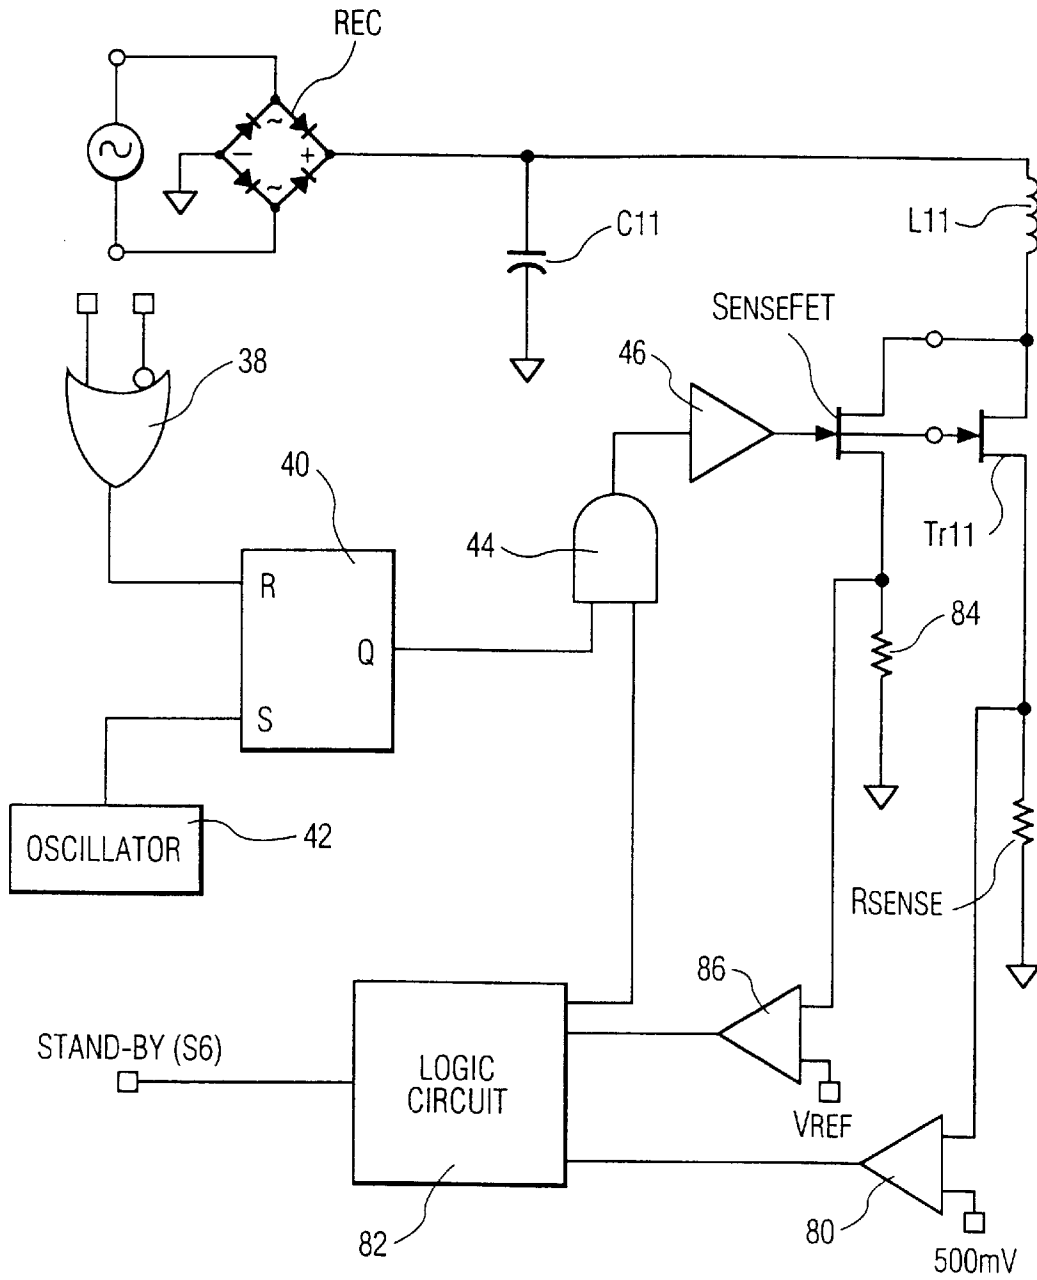 REC
~
- +
~
C11
L11
SENSEFET
38
46
40
44
Tr11
R
84
Q
S
42
OSCILLATOR
RSENSE
86
STAND-BY (S6)
LOGIC
CIRCUIT
VREF
82
80
500mV